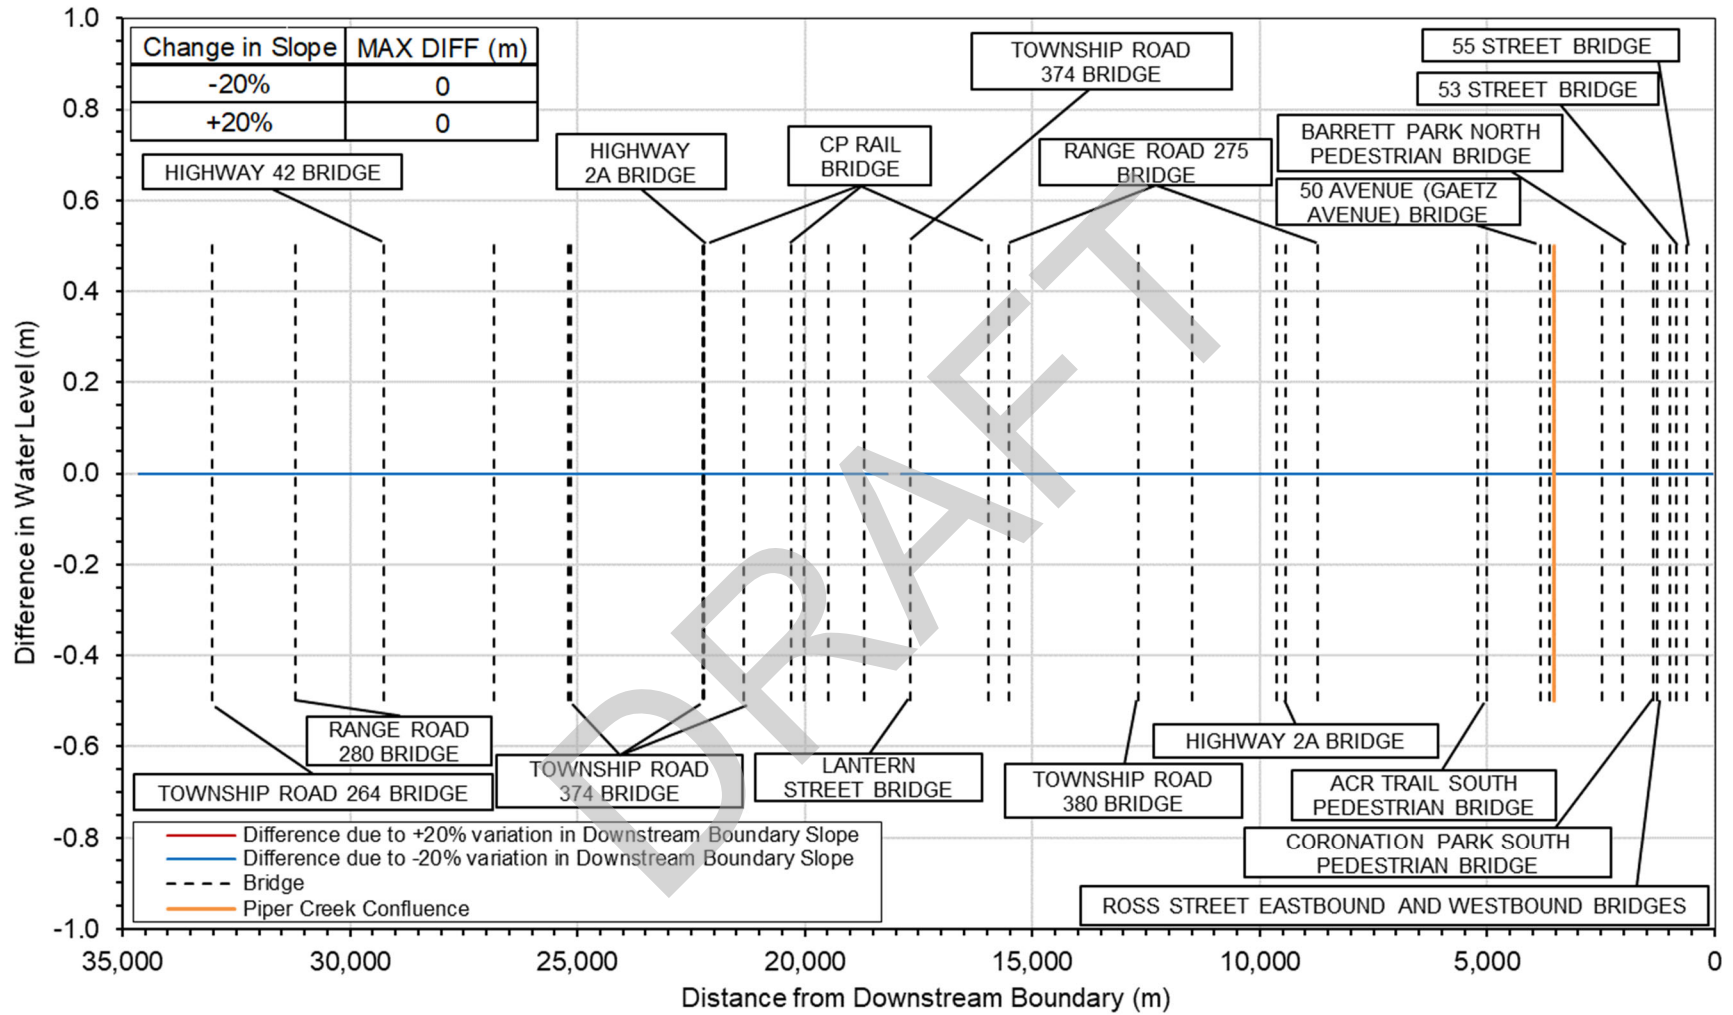 Change in Slope MAX DIFF (m)
-20% 0
+20% 0
HIGHWAY 42 BRIDGE
HIGHWAY
2A BRIDGE
CP RAIL
BRIDGE
TOWNSHIP ROAD
374 BRIDGE
RANGE ROAD 275
BRIDGE
55 STREET BRIDGE
53 STREET BRIDGE
BARRETT PARK NORTH
PEDESTRIAN BRIDGE
50 AVENUE (GAETZ
AVENUE) BRIDGE
Difference in Water Level (m)
1.0
0.8
0.6
0.4
0.2
0.0
-0.2
-0.4
-0.6
-0.8
-1.0
DRAFT
RANGE ROAD
280 BRIDGE
TOWNSHIP ROAD 264 BRIDGE
TOWNSHIP ROAD
374 BRIDGE
LANTERN
STREET BRIDGE
TOWNSHIP ROAD
380 BRIDGE
HIGHWAY 2A BRIDGE
ACR TRAIL SOUTH
PEDESTRIAN BRIDGE
CORONATION PARK SOUTH
PEDESTRIAN BRIDGE
ROSS STREET EASTBOUND AND WESTBOUND BRIDGES
Difference due to +20% variation in Downstream Boundary Slope
Difference due to -20% variation in Downstream Boundary Slope
Bridge
Piper Creek Confluence
35,000 30,000 25,000 20,000 15,000 10,000 5,000 0
Distance from Downstream Boundary (m)